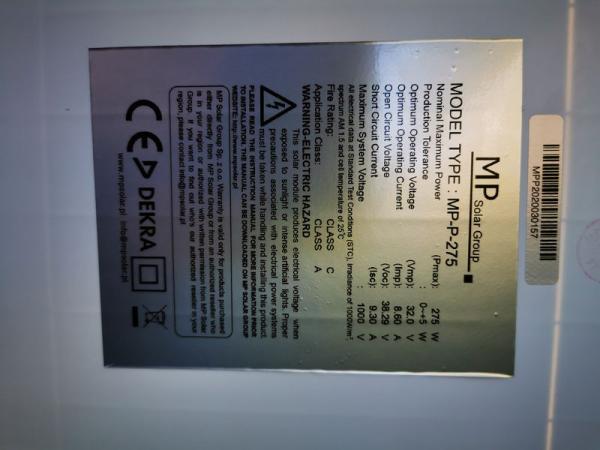 MPP2020030157
MP
Solar Group
MODEL TYPE : MP-P-275
Nominal Maximum Power (Pmax): 275 W
Production Tolerance : 0~+5 W
Optimum Operating Voltage (Vmp): 32.0 V
Optimum Operating Current (Imp): 8.60 A
Open Circuit Voltage (Voc): 38.29 V
Short Circuit Current (Isc): 9.30 A
Maximum System Voltage : 1000 V
All electrical data at Standard Test Conditions (STC), Irradiance of 1000W/m²,
spectrum AM 1.5 and cell temperature of 25°C
Fire Rating: CLASS C
Application Class: CLASS A
WARNING-ELECTRIC HAZARD
This solar module produces electrical voltage when
exposed to sunlight or intense artificial lights. Proper
precautions associated with electrical power systems
must be taken while handling and installing this product.
PLEASE READ THE INSTRUCTION MANUAL FOR MORE INFORMATION PRIOR
TO INSTALLATION. THE MANUAL CAN BE DOWNLOADED ON MP SOLAR GROUP
WEBSITE: http://www.mpsolar.pl
MP Solar Group Sp. z o.o. Warranty is valid only for products purchased
either directly from MP Solar Group or from an authorized reseller who
is in your region or authorized with written permission from MP Solar
Group. If you want to find out who's our authorized reseller in your
region, please contact info@mpsolar.pl
CE DEKRA
www.mpsolar.pl info@mpsolar.pl